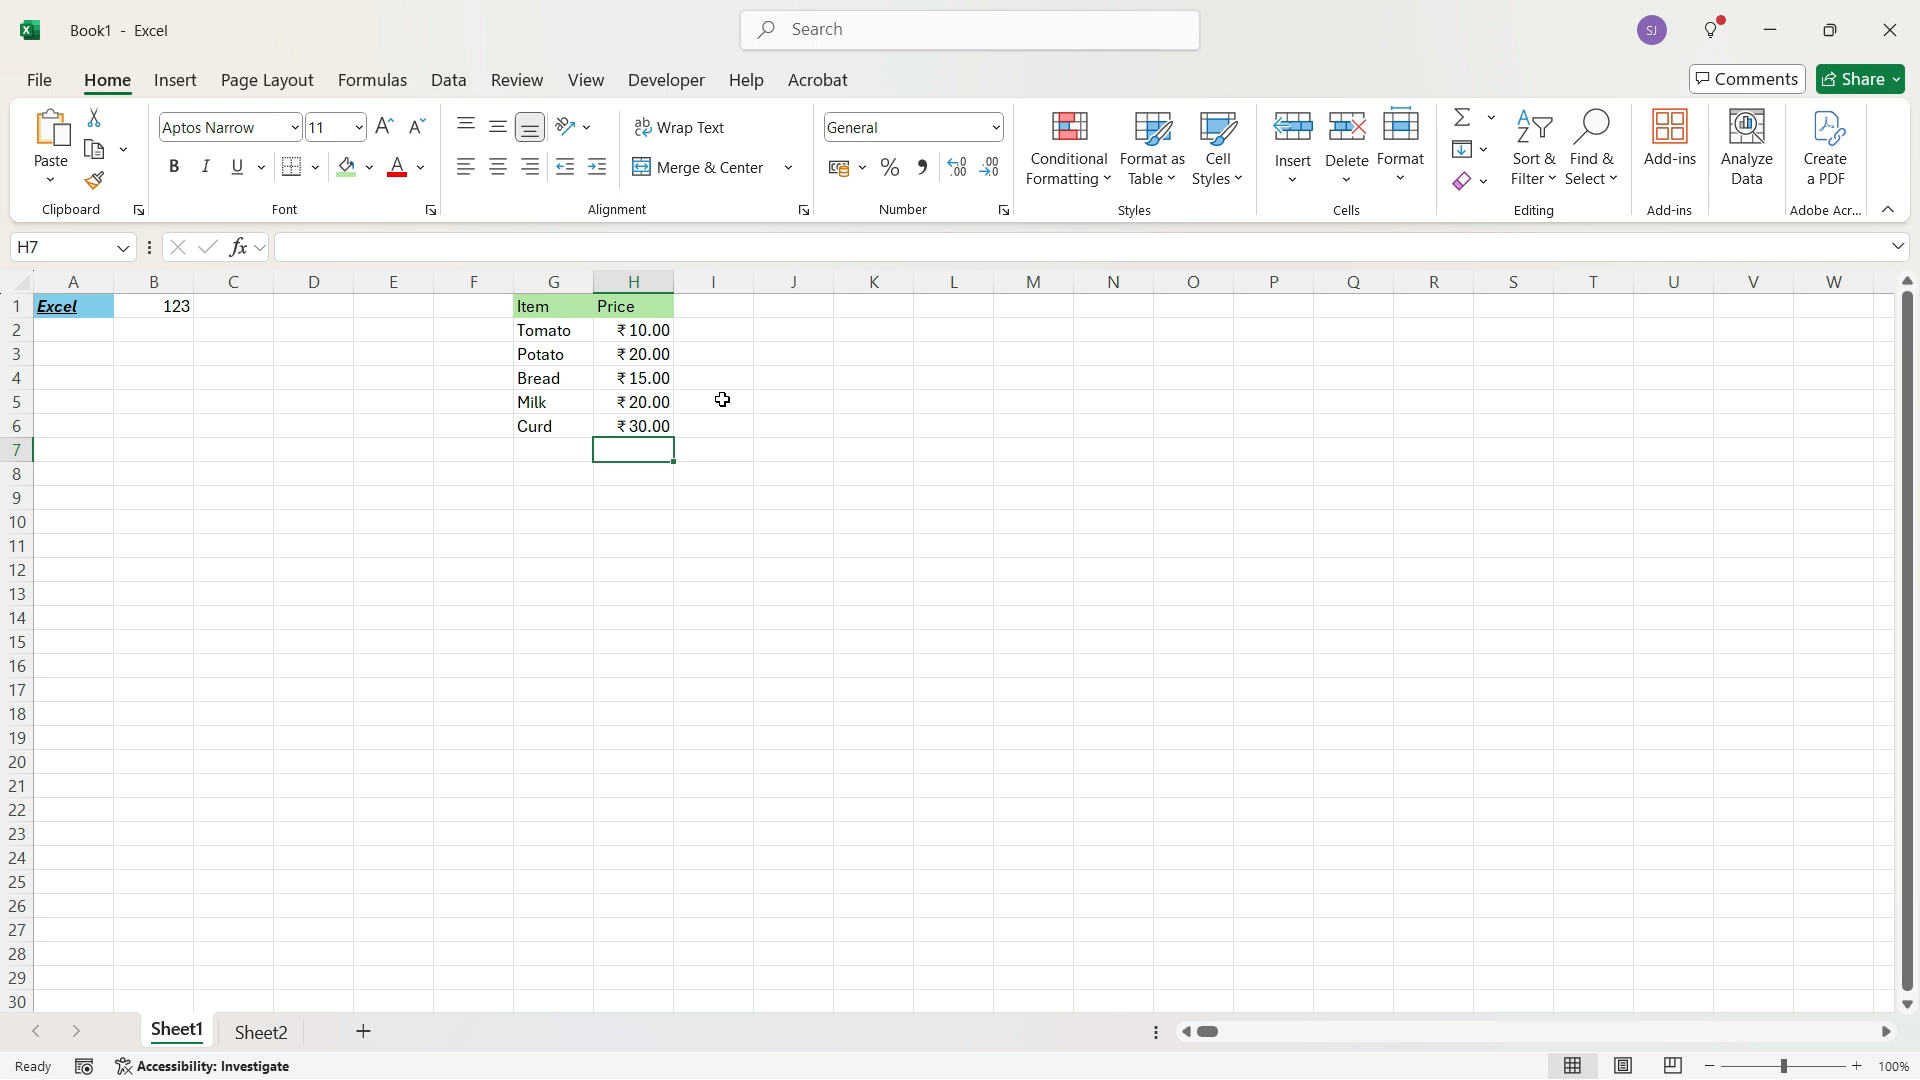 Book1 - Excel
Search
SJ
File Home Insert Page Layout Formulas Data Review View Developer Help Acrobat
Comments Share
Paste
Clipboard
Aptos Narrow 11
B I U A
Font
ab Wrap Text
Merge & Center
Alignment
General
% ,
Number
Conditional Formatting
Format as Table
Cell Styles
Styles
Insert Delete Format
Cells
Sort & Filter
Find & Select
Editing
Add-ins
Add-ins
Analyze Data
Create a PDF
Adobe Acr...
H7
fx
A B C D E F G H I J K L M N O P Q R S T U V W
1 Excel 123 Item Price
2 Tomato ₹10.00
3 Potato ₹20.00
4 Bread ₹15.00
5 Milk ₹20.00
6 Curd ₹30.00
7
8
9
10
11
12
13
14
15
16
17
18
19
20
21
22
23
24
25
26
27
28
29
30
Sheet1 Sheet2
Ready Accessibility: Investigate
100%